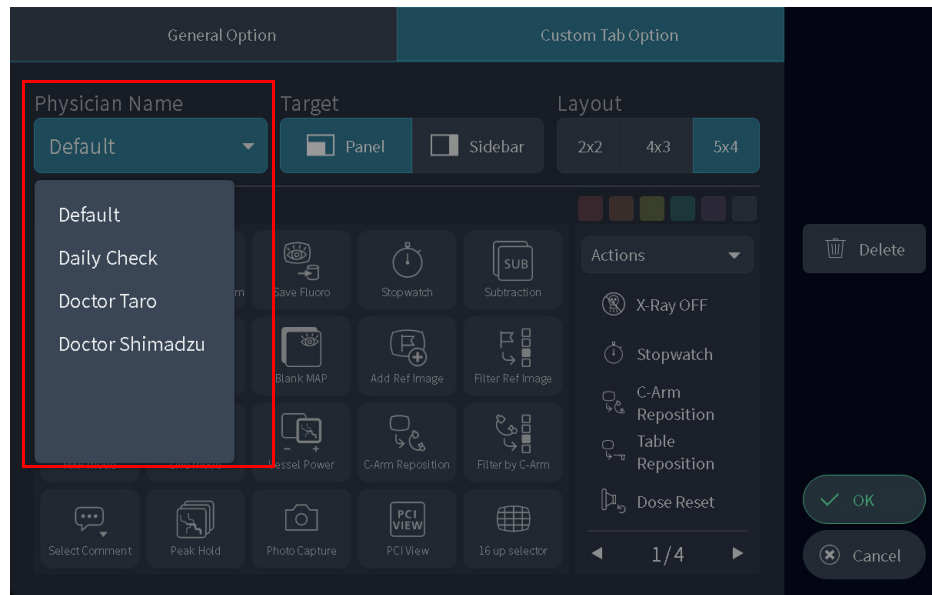 General Option
Custom Tab Option
Physician Name
Target
Layout
Default
Panel
Sidebar
2x2
4x3
5x4
Default
Daily Check
Doctor Taro
Doctor Shimadzu
Save Fluoro
Stopwatch
SUB
Subtraction
Blank MAP
Add Ref Image
Filter Ref Image
Vessel Power
C-Arm Reposition
Filter by C-Arm
Select Comment
Peak Hold
Photo Capture
PCI
VIEW
PCI View
16 up selector
Actions
X-Ray OFF
Stopwatch
C-Arm
Reposition
Table
Reposition
Dose Reset
1/4
Delete
OK
Cancel